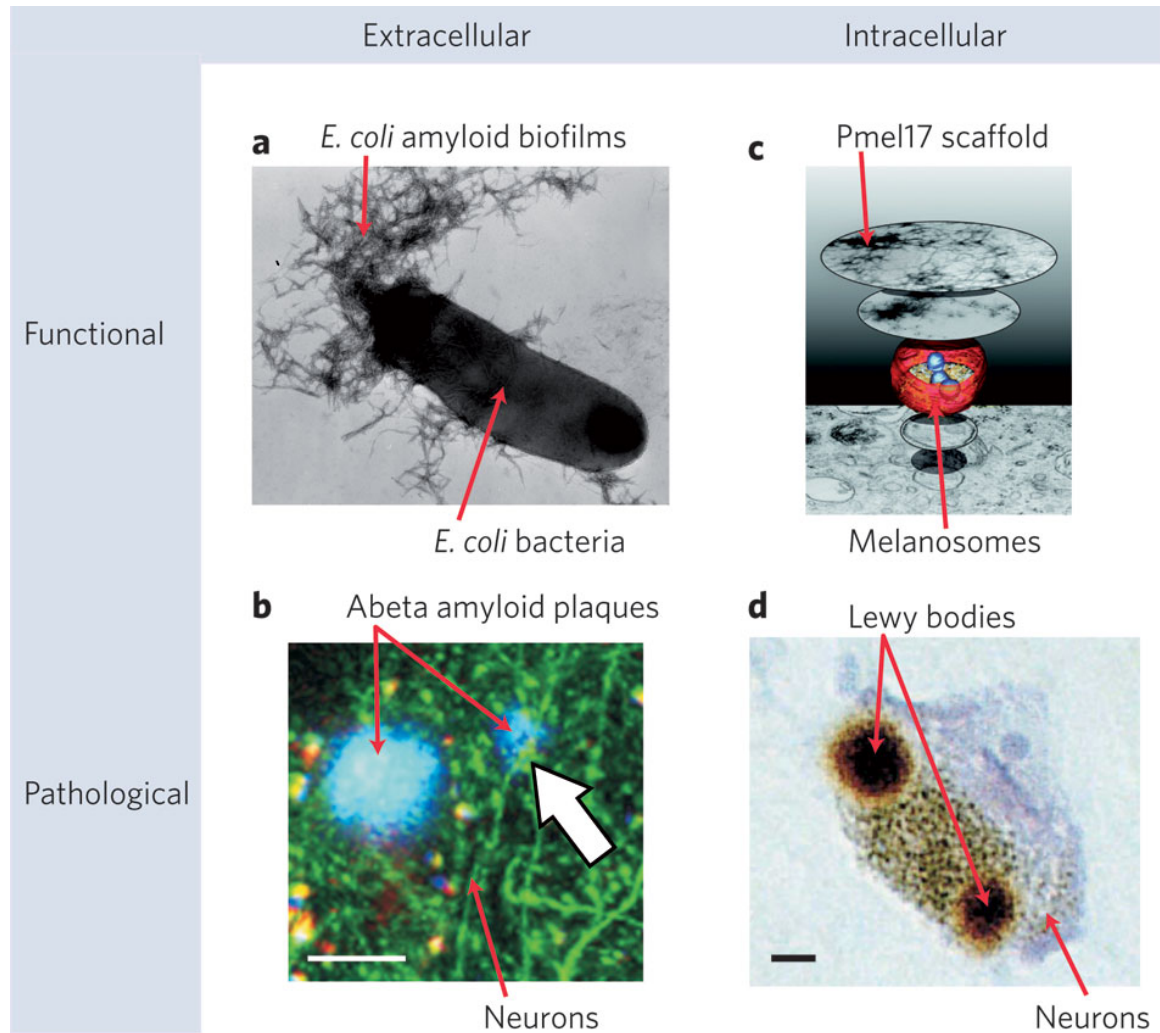 Extracellular
Intracellular
Functional
Pathological
a
E. coli amyloid biofilms
E. coli bacteria
c
Pmel17 scaffold
Melanosomes
b
Abeta amyloid plaques
Neurons
d
Lewy bodies
Neurons